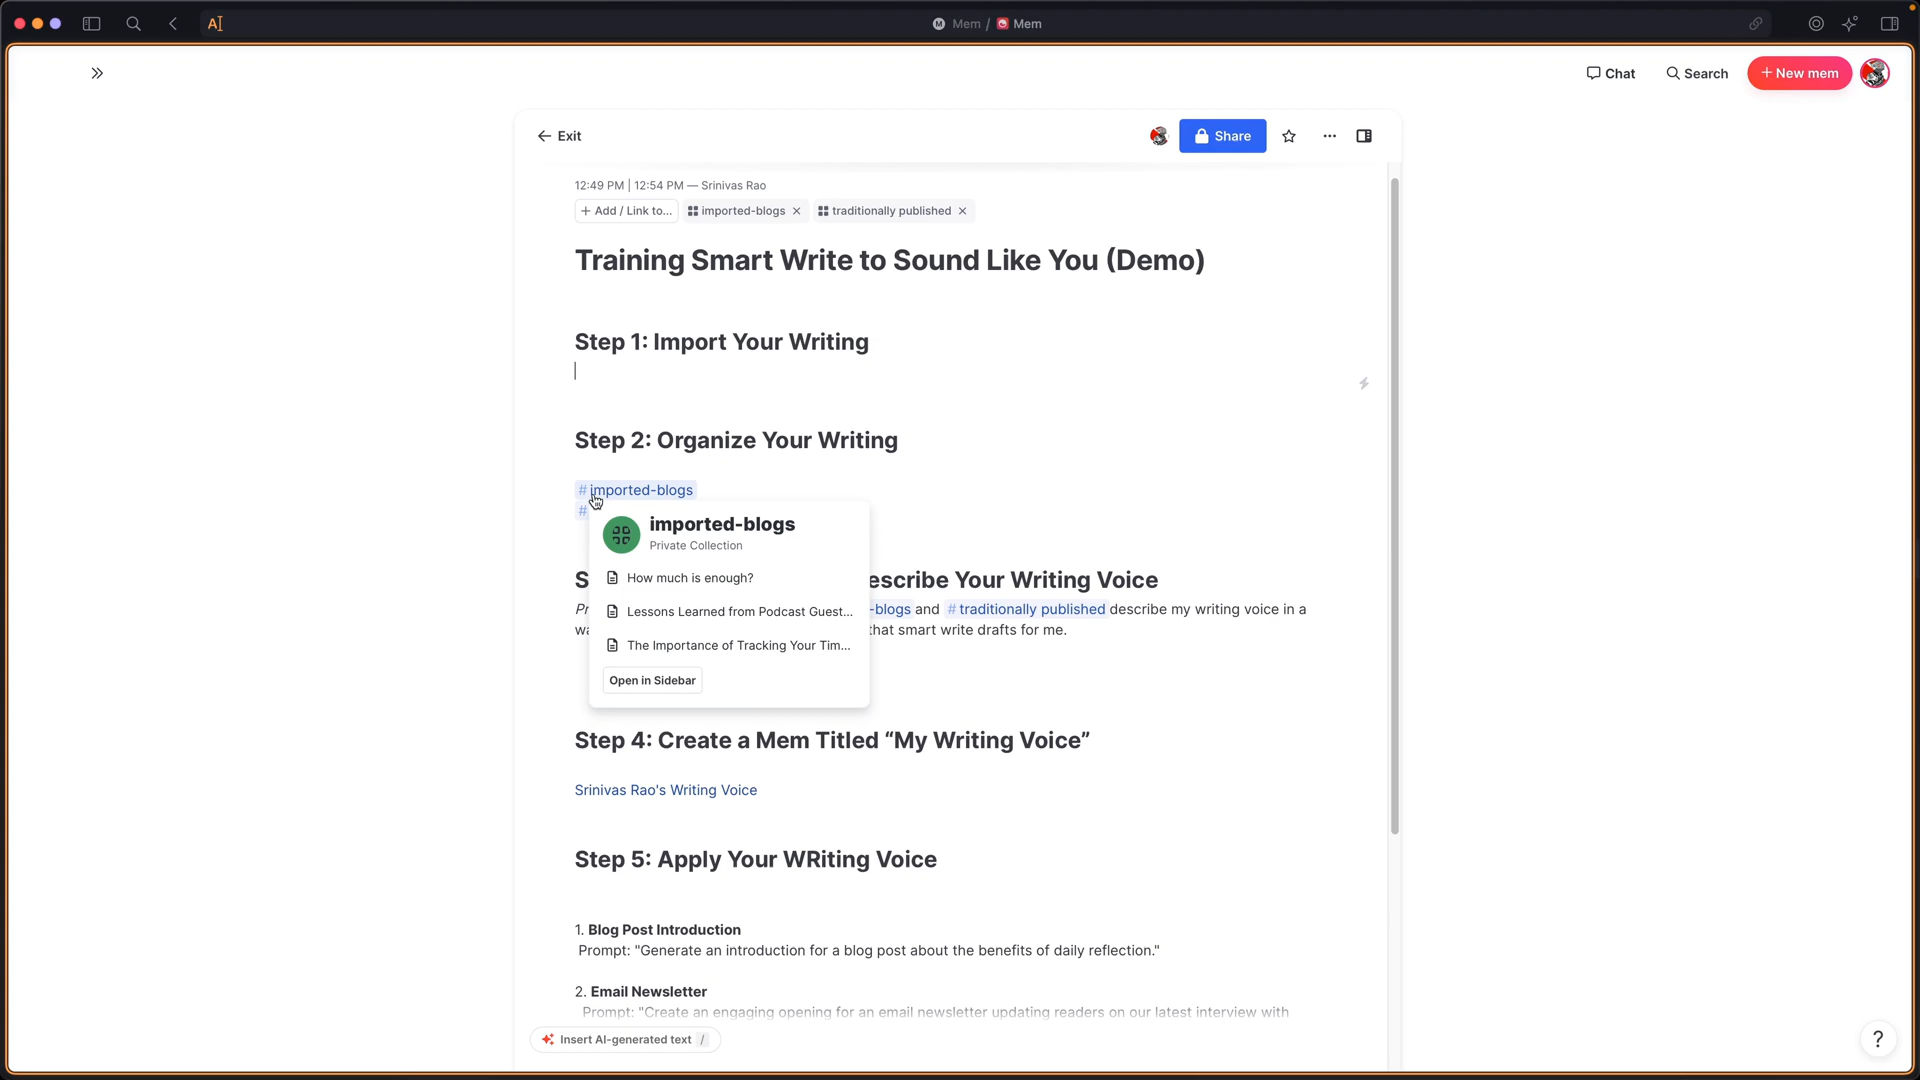 Mem / Mem
Chat
Search
+ New mem
Exit
Share
12:49 PM | 12:54 PM — Srinivas Rao
+ Add / Link to...
imported-blogs
traditionally published
Training Smart Write to Sound Like You (Demo)
Step 1: Import Your Writing
Step 2: Organize Your Writing
#imported-blogs
#
imported-blogs
Private Collection
How much is enough?
Lessons Learned from Podcast Guest...
The Importance of Tracking Your Tim...
Open in Sidebar
escribe Your Writing Voice
-blogs and #traditionally published describe my writing voice in a
that smart write drafts for me.
Step 4: Create a Mem Titled “My Writing Voice”
Srinivas Rao's Writing Voice
Step 5: Apply Your WRiting Voice
1. Blog Post Introduction
Prompt: "Generate an introduction for a blog post about the benefits of daily reflection."
2. Email Newsletter
Prompt: "Create an engaging opening for an email newsletter updating readers on our latest interview with
Insert AI-generated text /
?